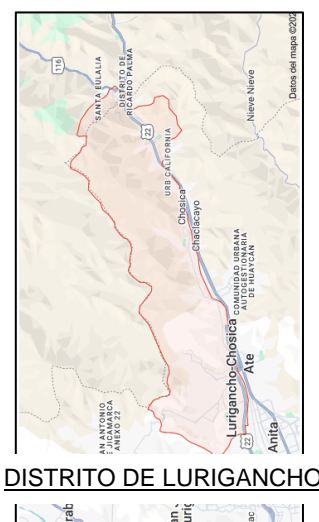 116
SANTA EULALIA
DISTRITO DE
RICARDO PALMA
22
URB CALIFORNIA
Nieve Nieve
Datos del mapa ©202
Chosica
Chaclacayo
COMUNIDAD URBANA
AUTOGESTIONARIA
DE HUAYCÁN
Lurigancho-Chosica
Ate
AN ANTONIO
E JICAMARCA
ANEXO 22
22
Anita
DISTRITO DE LURIGANCHO